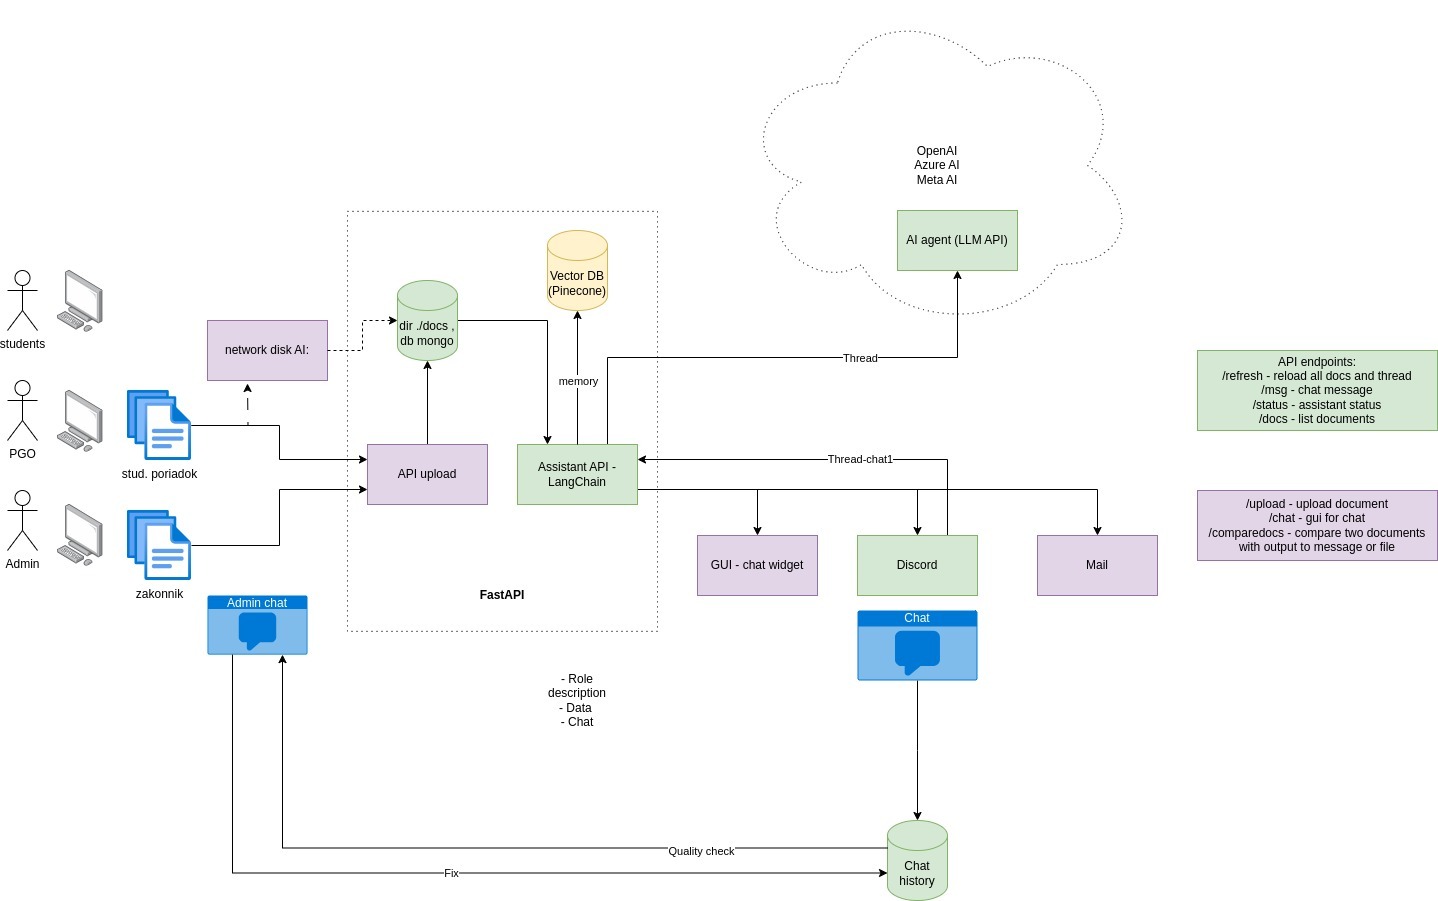 OpenAI
Azure AI
Meta AI
AI agent (LLM API)
Vector DB
(Pinecone)
dir ./docs ,
db mongo
students
network disk AI:
memory
Thread
API endpoints:
/refresh - reload all docs and thread
/msg - chat message
/status - assistant status
/docs - list documents
PGO
stud. poriadok
API upload
Assistant API -
LangChain
Thread-chat1
/upload - upload document
/chat - gui for chat
/comparedocs - compare two documents
with output to message or file
Admin
zakonnik
GUI - chat widget
Discord
Mail
FastAPI
Admin chat
Chat
- Role
description
- Data
- Chat
Quality check
Fix
Chat
history